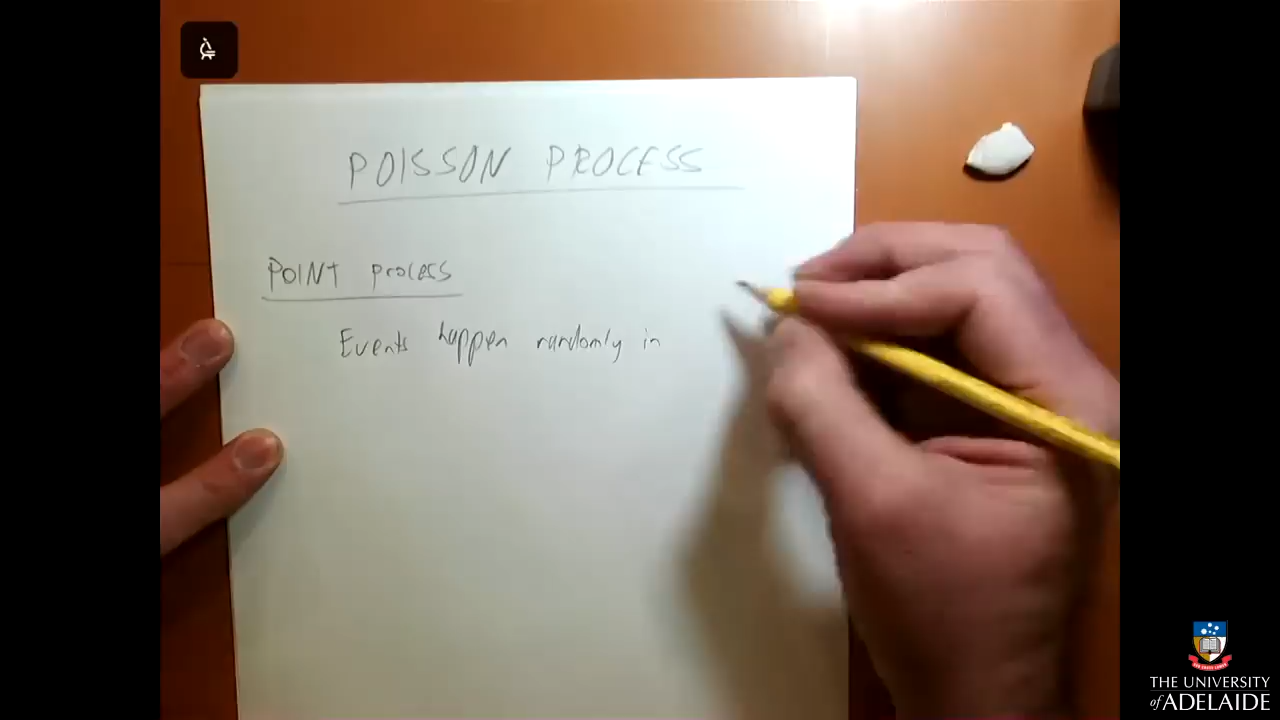 POISSON PROCESS
POINT process
Events happen randomly in
THE UNIVERSITY
of ADELAIDE